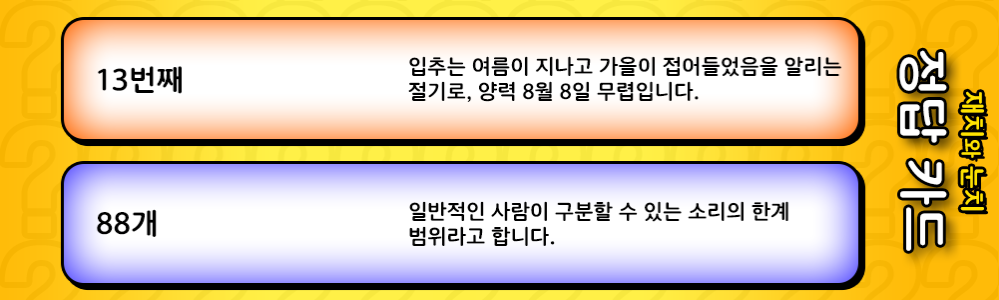 13번째
입추는 여름이 지나고 가을이 접어들었음을 알리는
절기로, 양력 8월 8일 무렵입니다.
88개
일반적인 사람이 구분할 수 있는 소리의 한계
범위라고 합니다.
재치와 눈치
정답 카드